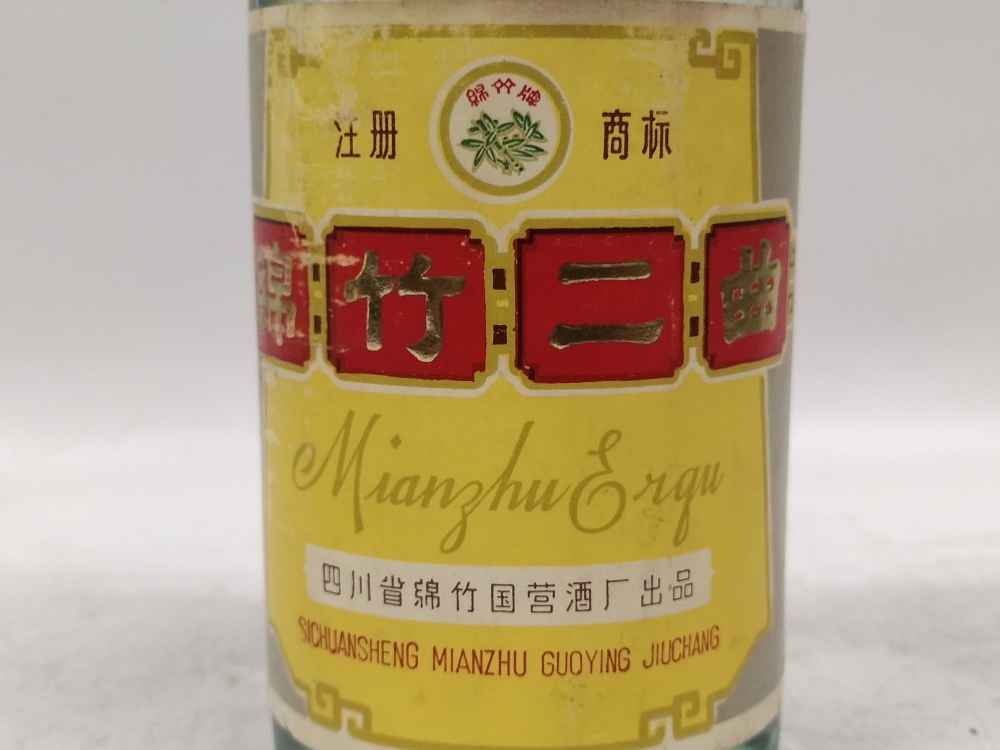 绵竹牌
注册 商标
绵竹二曲
Mianzhu Erqu
四川省绵竹国营酒厂出品
SICHUANSHENG MIANZHU GUOYING JIUCHANG